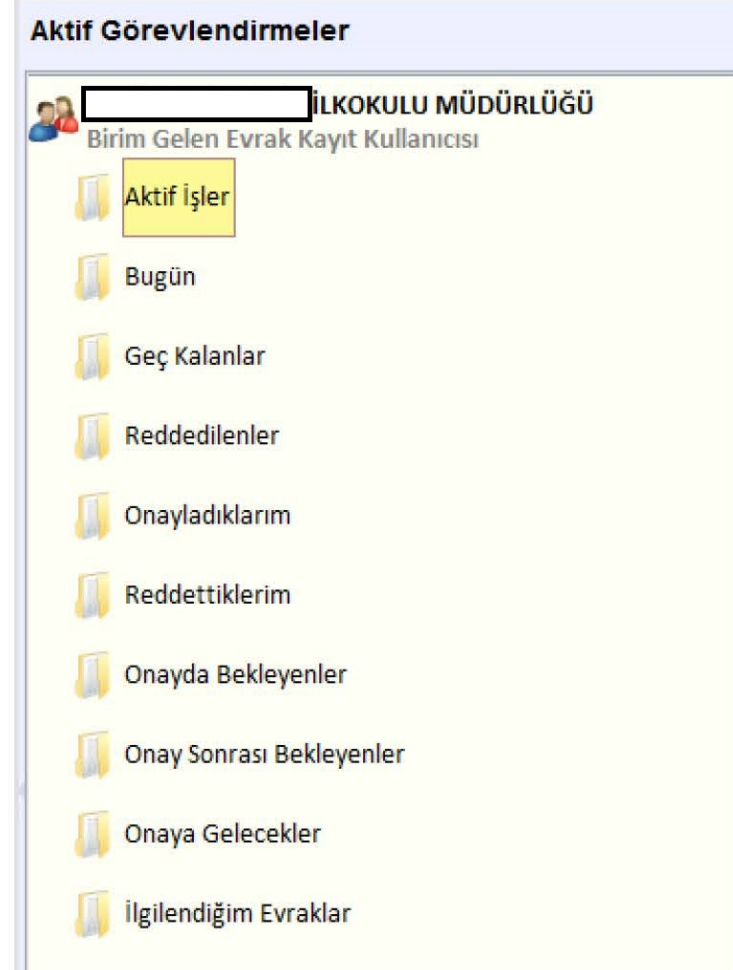 Aktif Görevlendirmeler
İLKOKULU MÜDÜRLÜĞÜ
Birim Gelen Evrak Kayıt Kullanıcısı
Aktif İşler
Bugün
Geç Kalanlar
Reddedilenler
Onayladıklarım
Reddettiklerim
Onayda Bekleyenler
Onay Sonrası Bekleyenler
Onaya Gelecekler
İlgilendiğim Evraklar